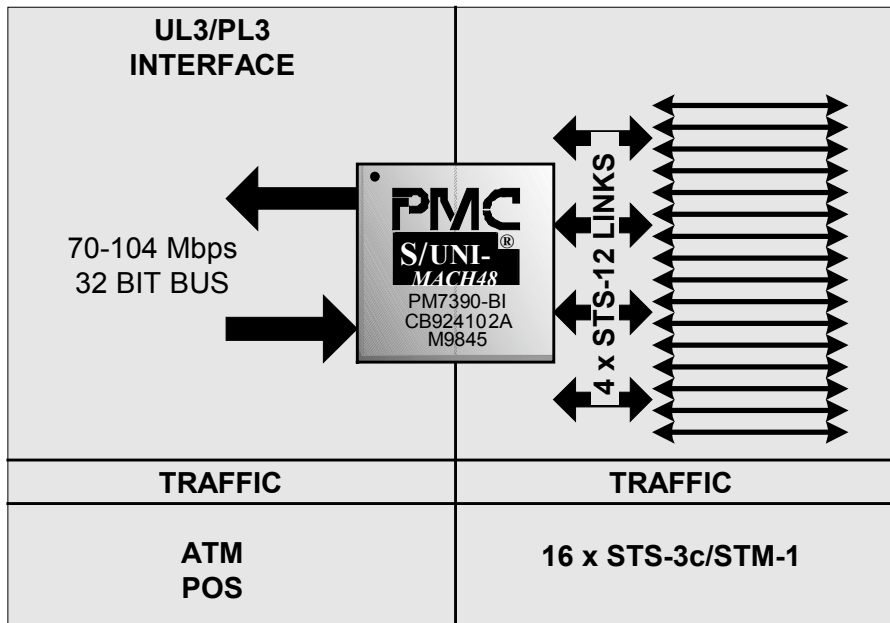 UL3/PL3
INTERFACE
70-104 Mbps
32 BIT BUS
PMC
S/UNI-®
MACH48
PM7390-BI
CB924102A
M9845
4 x STS-12 LINKS
TRAFFIC
TRAFFIC
ATM
POS
16 x STS-3c/STM-1